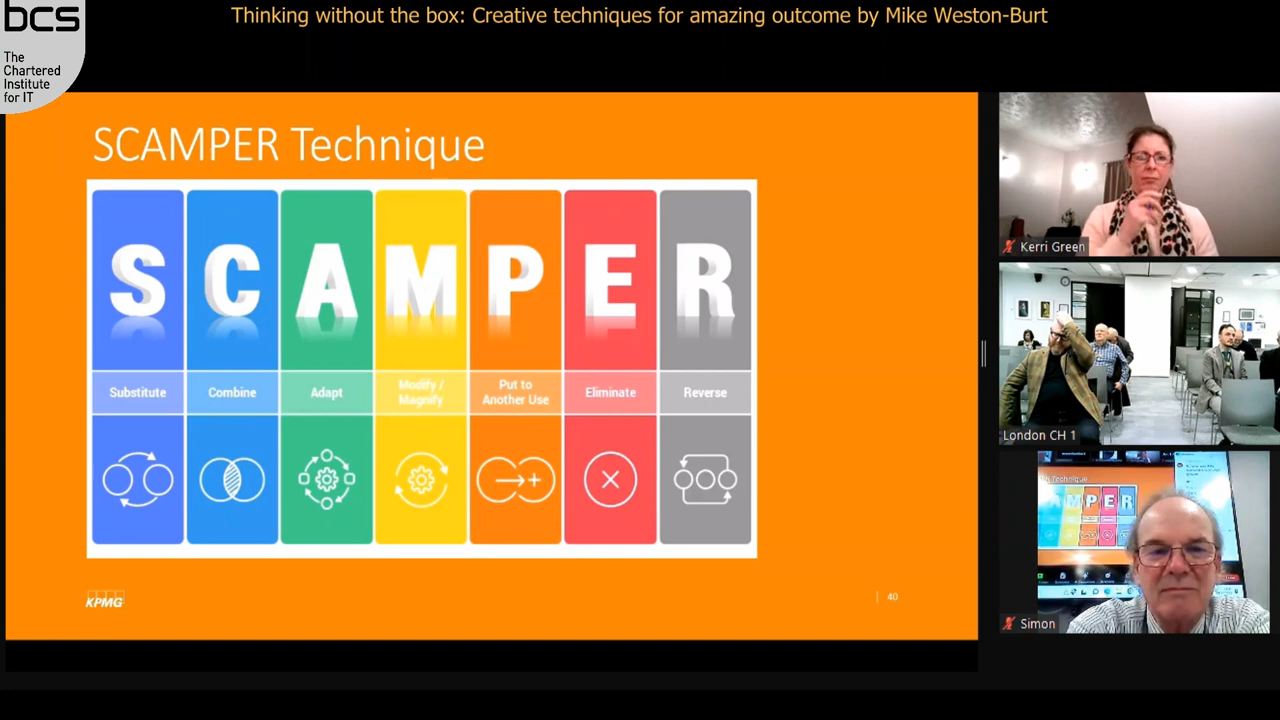 Thinking without the box: Creative techniques for amazing outcome by Mike Weston-Burt
bcs
The
Chartered
Institute
for IT
SCAMPER Technique
S C A M P E R
Substitute
Combine
Adapt
Modify /
Magnify
Put to
Another Use
Eliminate
Reverse
KPMG
40
Kerri Green
London CH 1
Simon
Technique
M P E R